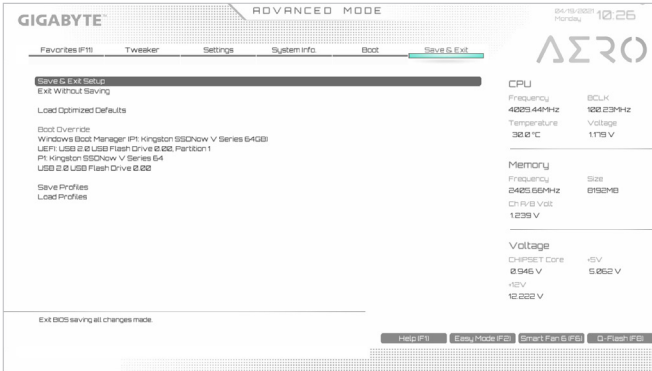 GIGABYTE™
ADVANCED MODE
04/19/2021 Monday 10:26
Favorites (F11) Tweaker Settings System Info. Boot Save & Exit
AERO
Save & Exit Setup
Exit Without Saving
Load Optimized Defaults
Boot Override
Windows Boot Manager (P1: Kingston SSDNow V Series 64GB)
UEFI: USB 2.0 USB Flash Drive 0.00, Partition 1
P1: Kingston SSDNow V Series 64
USB 2.0 USB Flash Drive 0.00
Save Profiles
Load Profiles
CPU
Frequency BCLK
4009.44MHz 100.23MHz
Temperature Voltage
30.0 °C 1.179 V
Memory
Frequency Size
2405.66MHz 8192MB
Ch A/B Volt
1.239 V
Voltage
CHIPSET Core +5V
0.946 V 5.062 V
+12V
12.222 V
Exit BIOS saving all changes made.
Help (F1) Easy Mode (F2) Smart Fan 6 (F6) Q-Flash (F8)